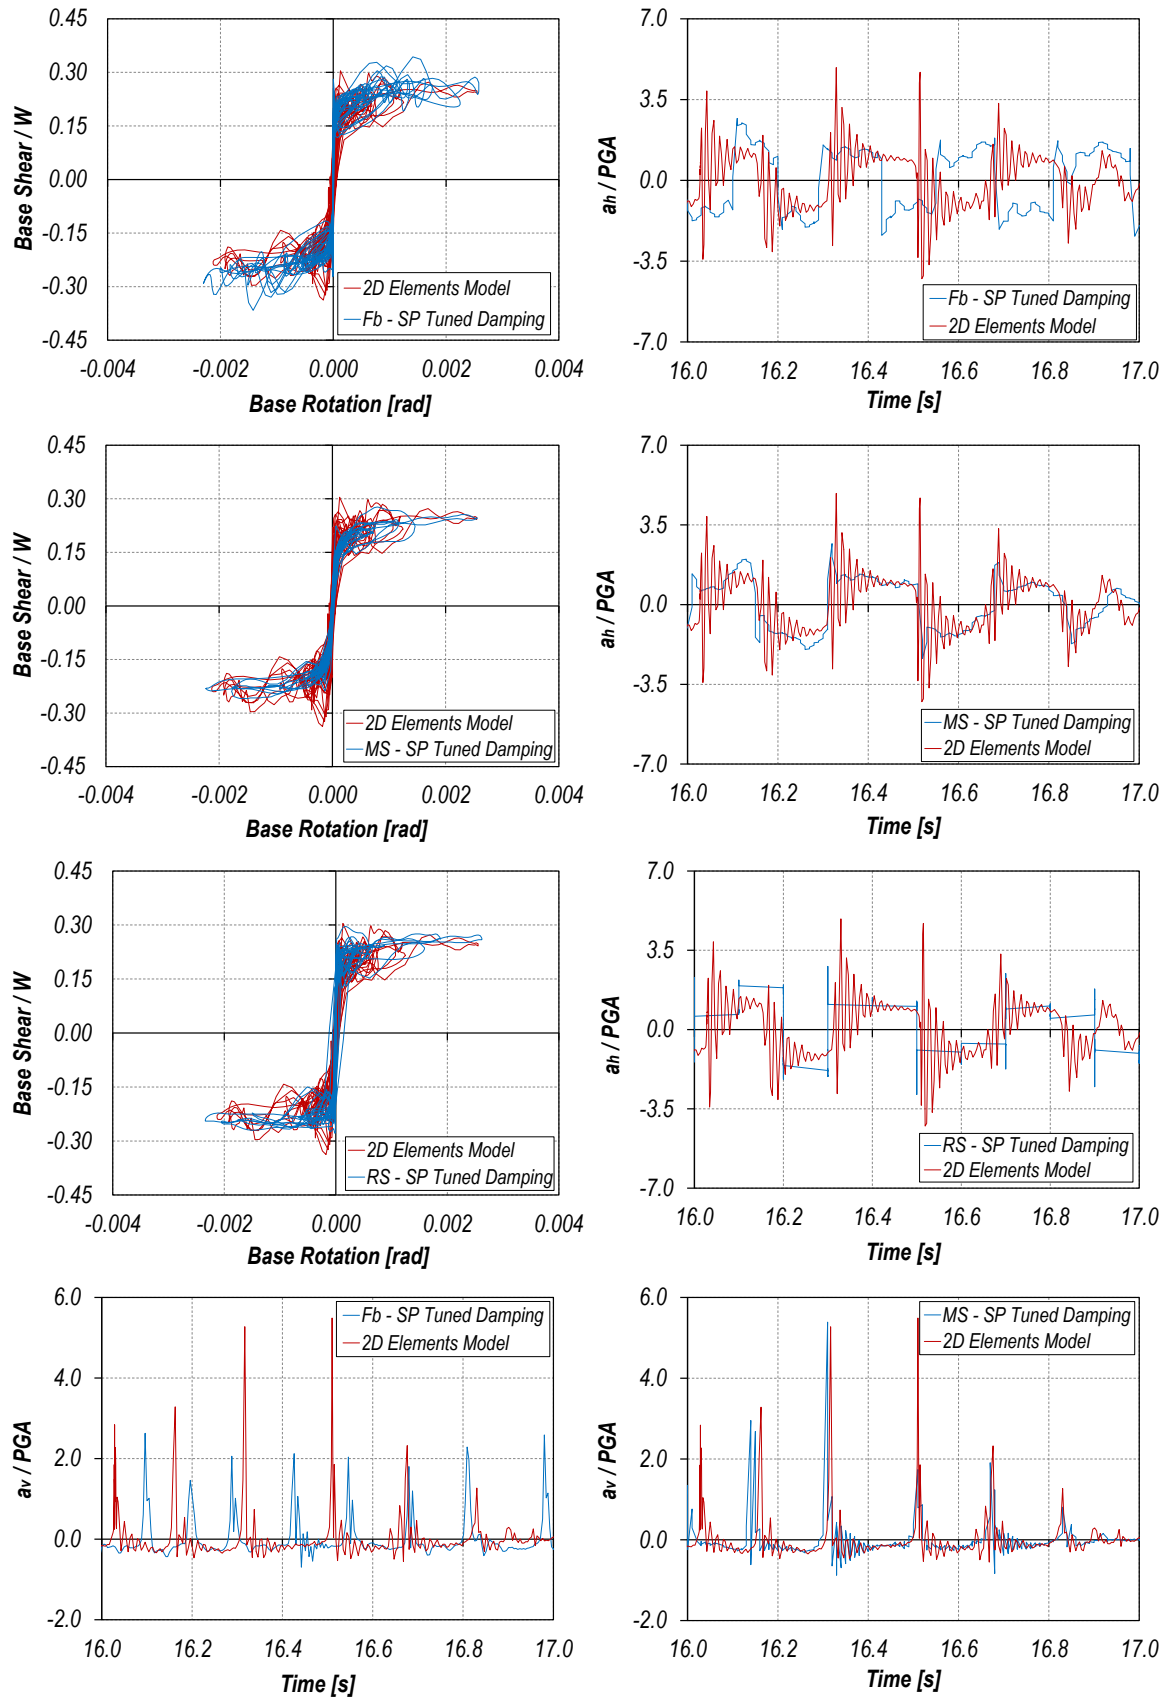 0.45
0.30
0.15
0.00
-0.15
-0.30
-0.45
Base Shear / W
2D Elements Model
Fb - SP Tuned Damping
-0.004 -0.002 0.000 0.002 0.004
Base Rotation [rad]
7.0
3.5
0.0
-3.5
-7.0
ah / PGA
Fb - SP Tuned Damping
2D Elements Model
16.0 16.2 16.4 16.6 16.8 17.0
Time [s]
0.45
0.30
0.15
0.00
-0.15
-0.30
-0.45
Base Shear / W
2D Elements Model
MS - SP Tuned Damping
-0.004 -0.002 0.000 0.002 0.004
Base Rotation [rad]
7.0
3.5
0.0
-3.5
-7.0
ah / PGA
MS - SP Tuned Damping
2D Elements Model
16.0 16.2 16.4 16.6 16.8 17.0
Time [s]
0.45
0.30
0.15
0.00
-0.15
-0.30
-0.45
Base Shear / W
2D Elements Model
RS - SP Tuned Damping
-0.004 -0.002 0.000 0.002 0.004
Base Rotation [rad]
7.0
3.5
0.0
-3.5
-7.0
ah / PGA
RS - SP Tuned Damping
2D Elements Model
16.0 16.2 16.4 16.6 16.8 17.0
Time [s]
6.0
4.0
2.0
0.0
-2.0
av / PGA
Fb - SP Tuned Damping
2D Elements Model
16.0 16.2 16.4 16.6 16.8 17.0
Time [s]
6.0
4.0
2.0
0.0
-2.0
av / PGA
MS - SP Tuned Damping
2D Elements Model
16.0 16.2 16.4 16.6 16.8 17.0
Time [s]